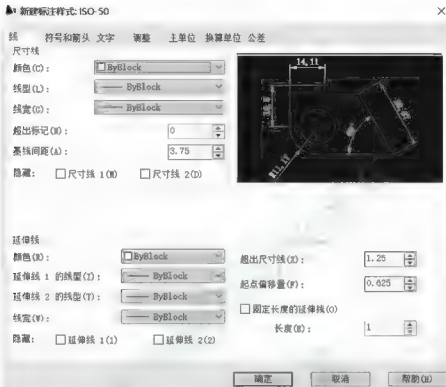 新建标注样式: ISO-50
线 符号和箭头 文字 调整 主单位 换算单位 公差
尺寸线
颜色(C): ByBlock
线型(L): ByBlock
线宽(G): ByBlock
超出标记(N): 0
基线间距(A): 3.75
隐藏: 尺寸线 1(M) 尺寸线 2(D)
14,11
延伸线
颜色(R): ByBlock
延伸线 1 的线型(I): ByBlock
延伸线 2 的线型(T): ByBlock
线宽(W): ByBlock
隐藏: 延伸线 1(1) 延伸线 2(2)
超出尺寸线(X): 1.25
起点偏移量(F): 0.625
固定长度的延伸线(O)
长度(E): 1
确定 取消 帮助(H)